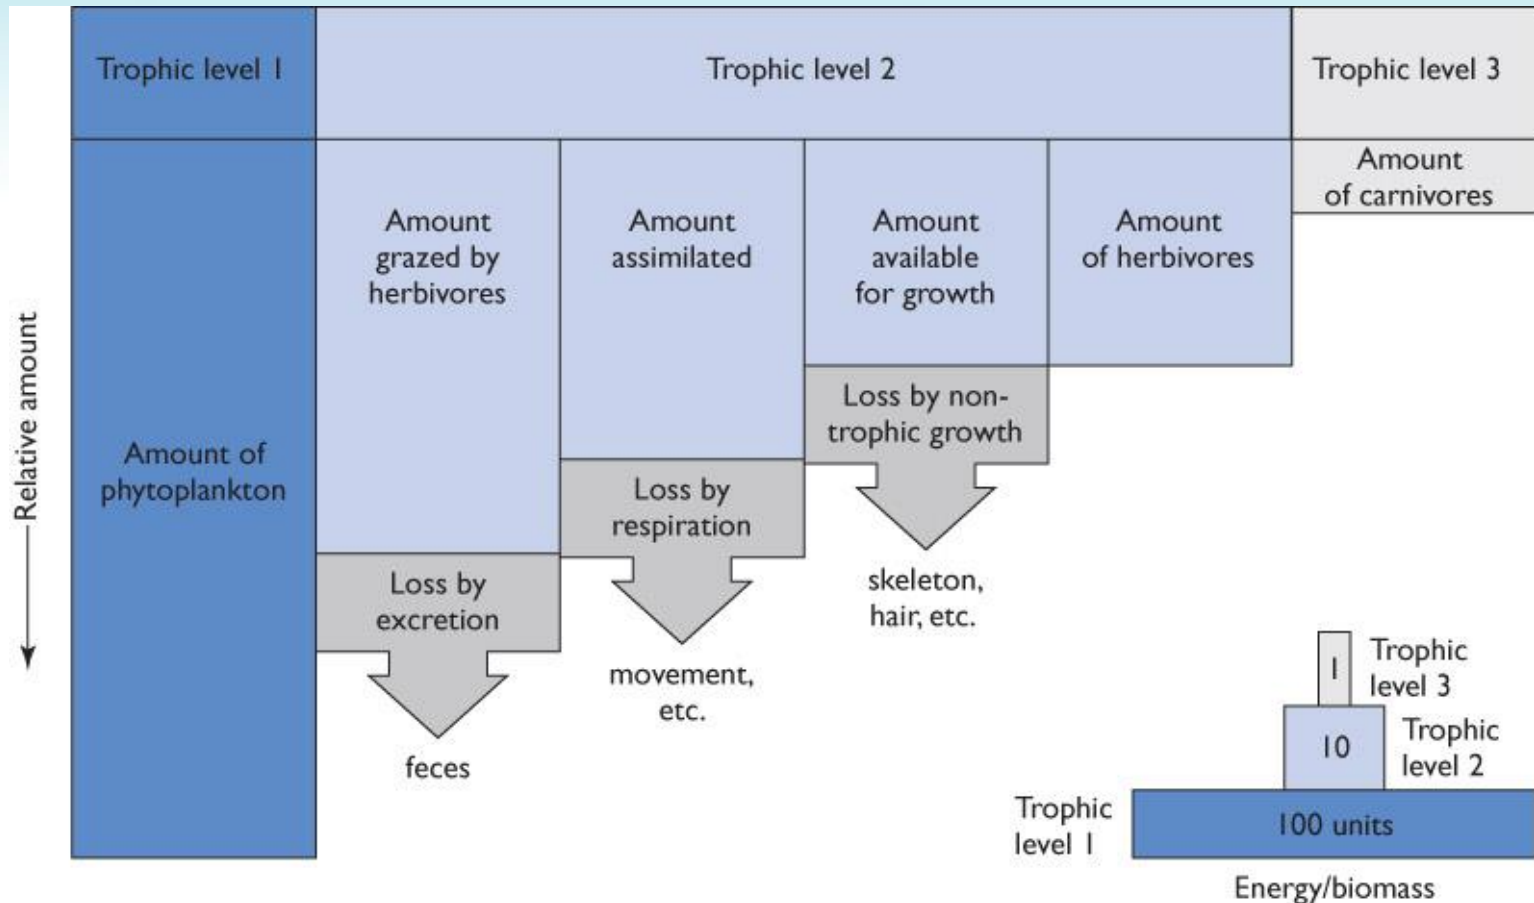 Trophic level 1
Trophic level 2
Trophic level 3
Amount
of carnivores
Amount
grazed by
herbivores
Amount
assimilated
Amount
available
for growth
Amount
of herbivores
Relative amount
Amount of
phytoplankton
Loss by non-
trophic growth
Loss by
respiration
Loss by
excretion
skeleton,
hair, etc.
movement,
etc.
feces
1
Trophic
level 3
10
Trophic
level 2
Trophic
level 1
100 units
Energy/biomass